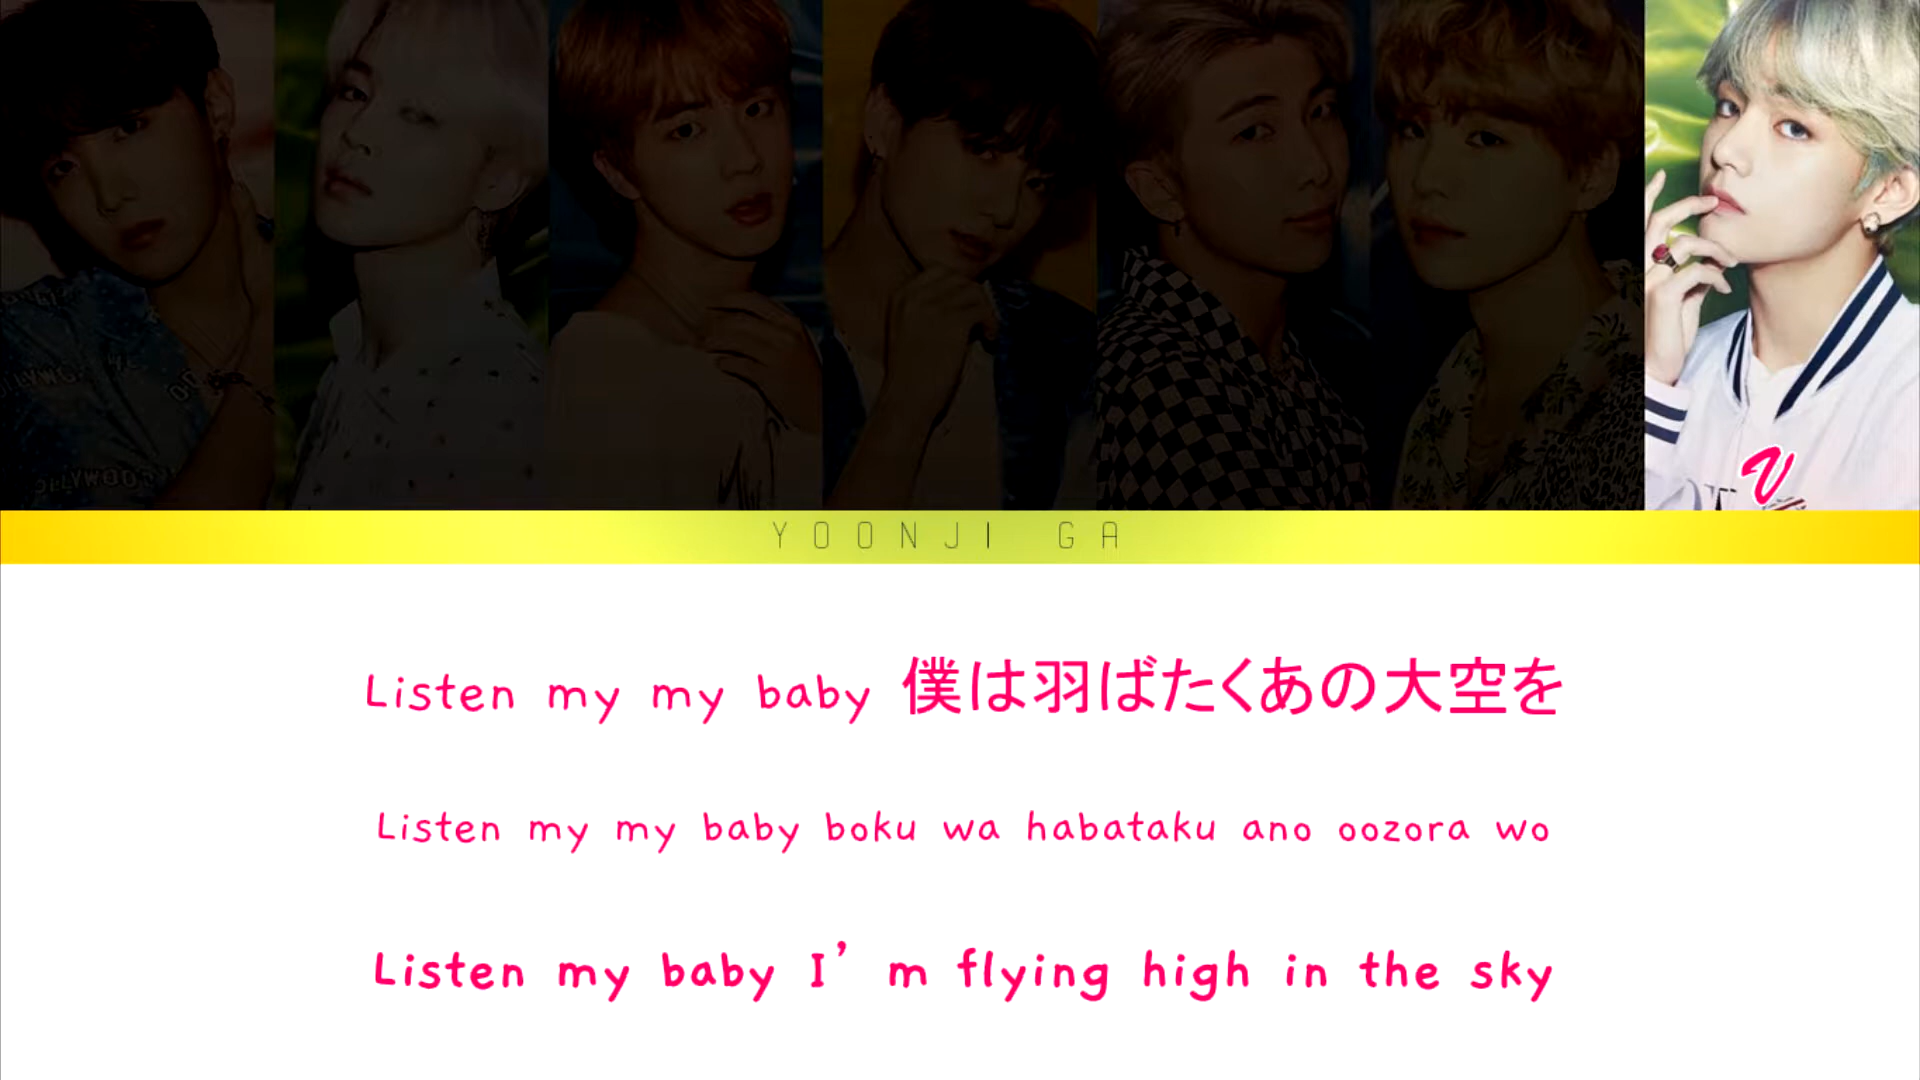 V
YOONJI GA
Listen my my baby 僕は羽ばたくあの大空を
Listen my my baby boku wa habataku ano oozora wo
Listen my baby I’m flying high in the sky